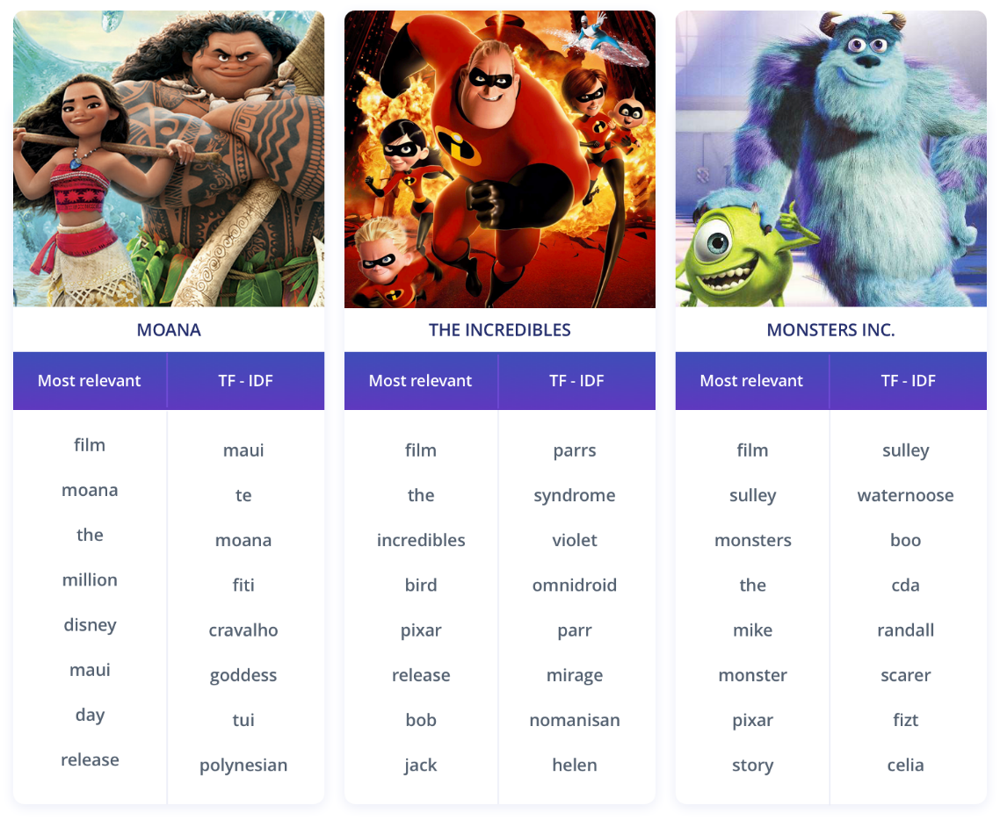 MOANA
Most relevant TF - IDF
film maui
moana te
the moana
million fiti
disney cravalho
maui goddess
day tui
release polynesian
THE INCREDIBLES
Most relevant TF - IDF
film parrs
the syndrome
incredibles violet
bird omnidroid
pixar parr
release mirage
bob nomanisan
jack helen
MONSTERS INC.
Most relevant TF - IDF
film sulley
sulley waternoose
monsters boo
the cda
mike randall
monster scarer
pixar fizt
story celia